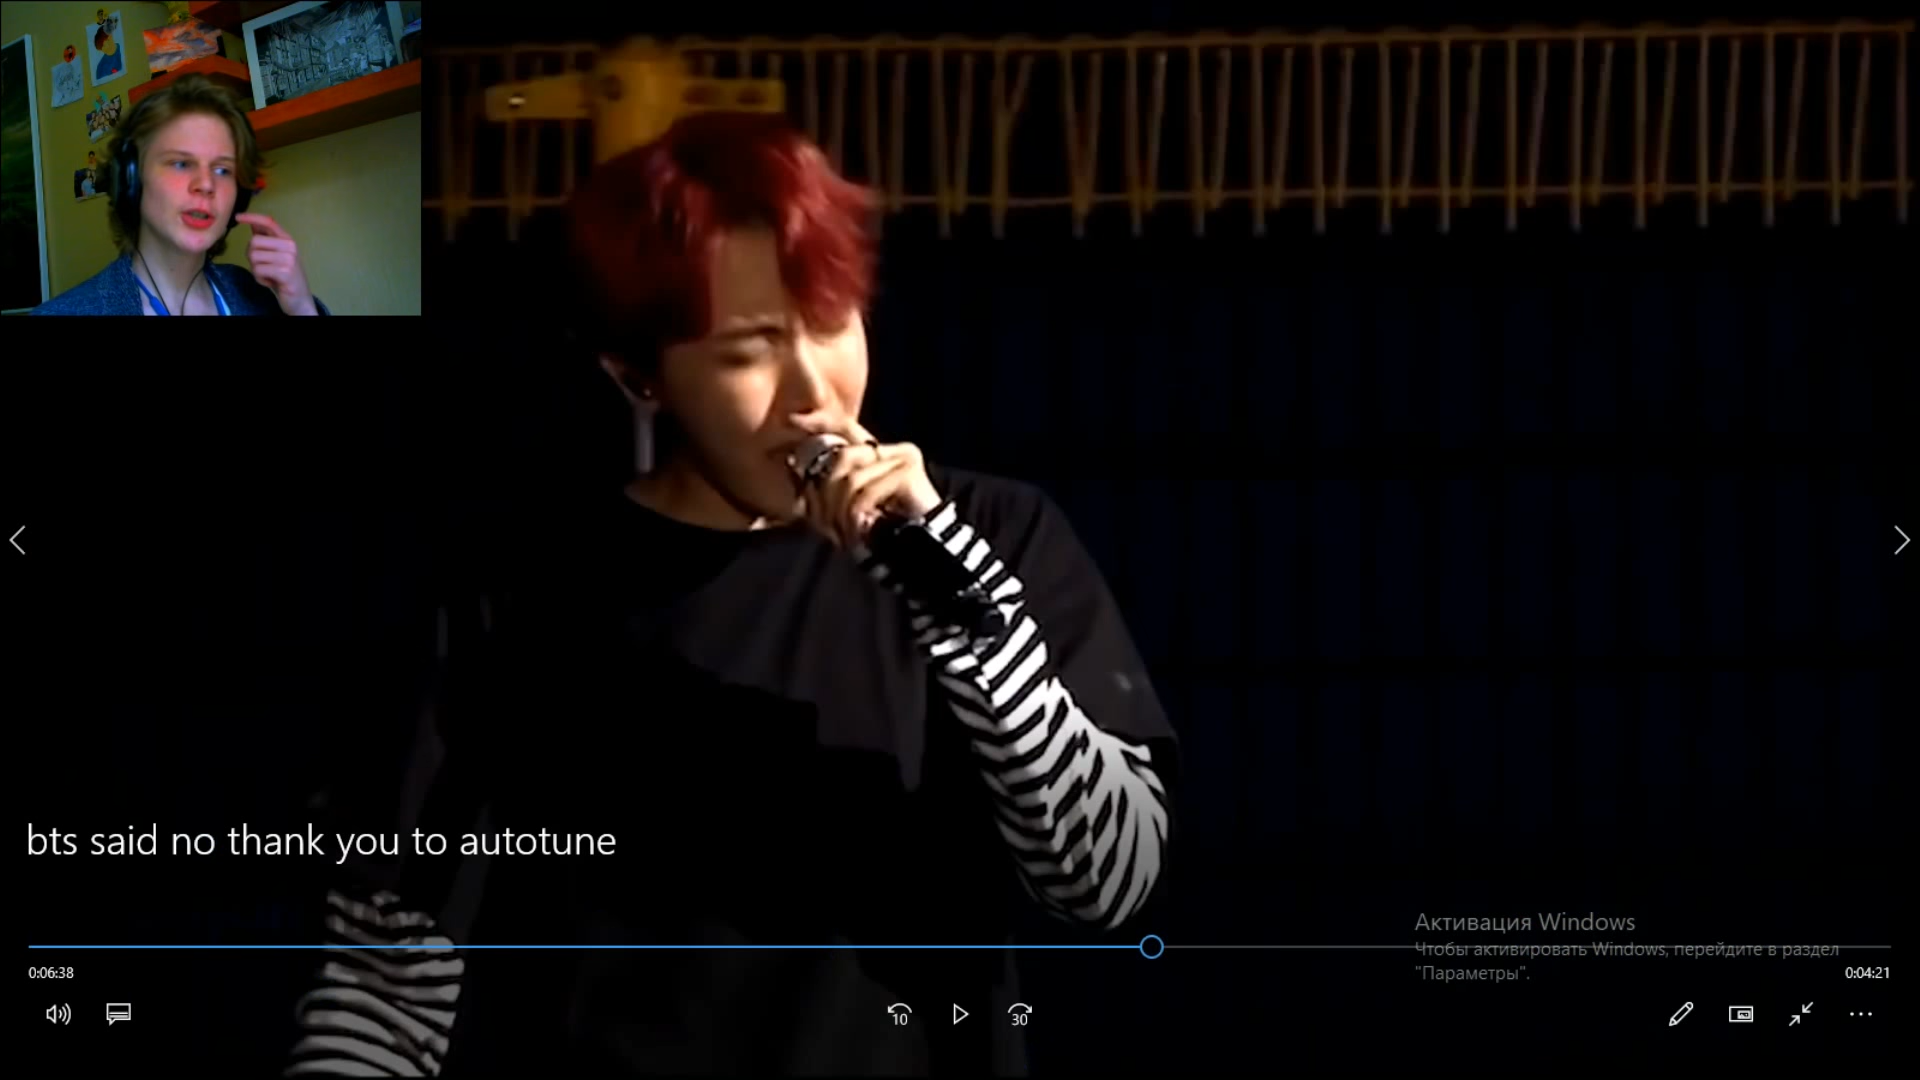 bts said no thank you to autotune
Активация Windows
Чтобы активировать Windows, перейдите в раздел
"Параметры".
0:06:38
0:04:21
10
30